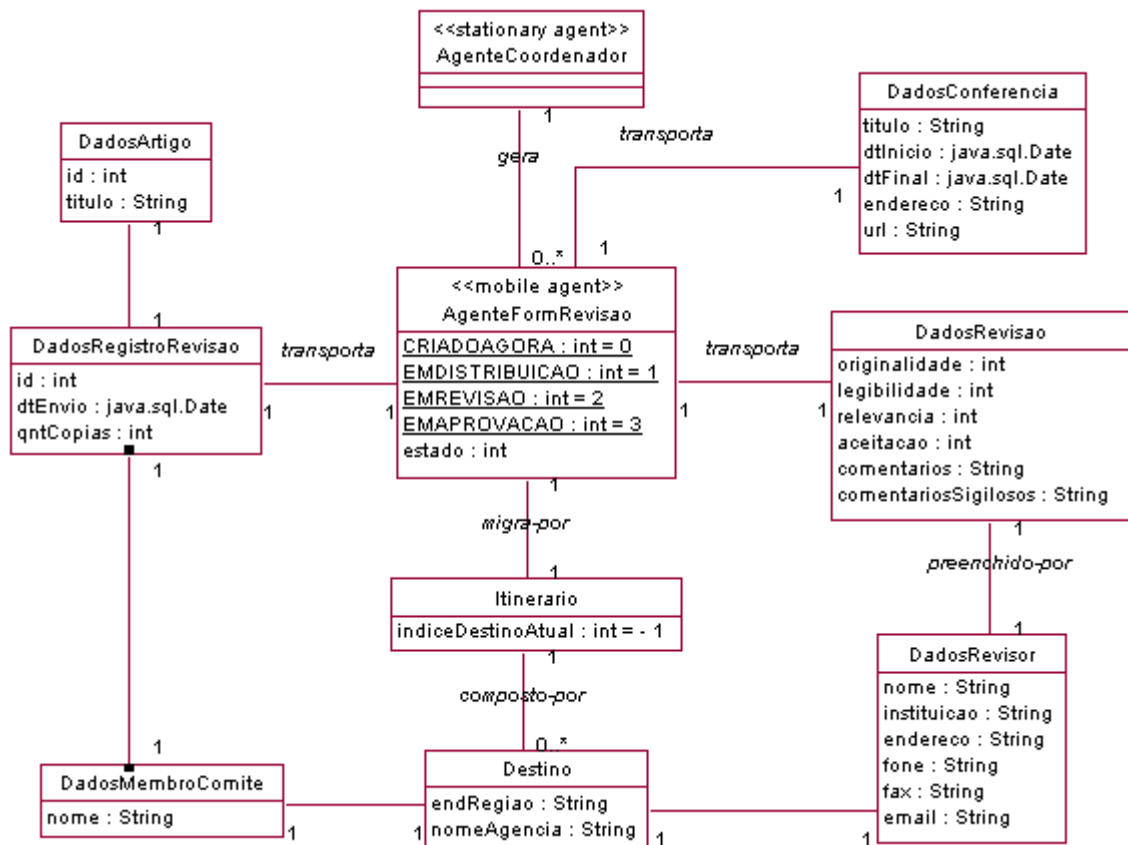 <<stationary agent>>
AgenteCoordenador
1
gera
0..*
DadosConferencia
titulo : String
dtInicio : java.sql.Date
dtFinal : java.sql.Date
endereco : String
url : String
transporta
1
1
DadosArtigo
id : int
titulo : String
1
1
DadosRegistroRevisao
id : int
dtEnvio : java.sql.Date
qntCopias : int
transporta
1
1
1
<<mobile agent>>
AgenteFormRevisao
CRIADOAGORA : int = 0
EMDISTRIBUICAO : int = 1
EMREVISAO : int = 2
EMAPROVACAO : int = 3
estado : int
transporta
1
1
DadosRevisao
originalidade : int
legibilidade : int
relevancia : int
aceitacao : int
comentarios : String
comentariosSigilosos : String
1
migra-por
1
1
preenchido-por
1
Itinerario
indiceDestinoAtual : int = - 1
1
composto-por
0..*
DadosRevisor
nome : String
instituicao : String
endereco : String
fone : String
fax : String
email : String
1
DadosMembroComite
nome : String
1
1
Destino
endRegiao : String
nomeAgencia : String
1
1